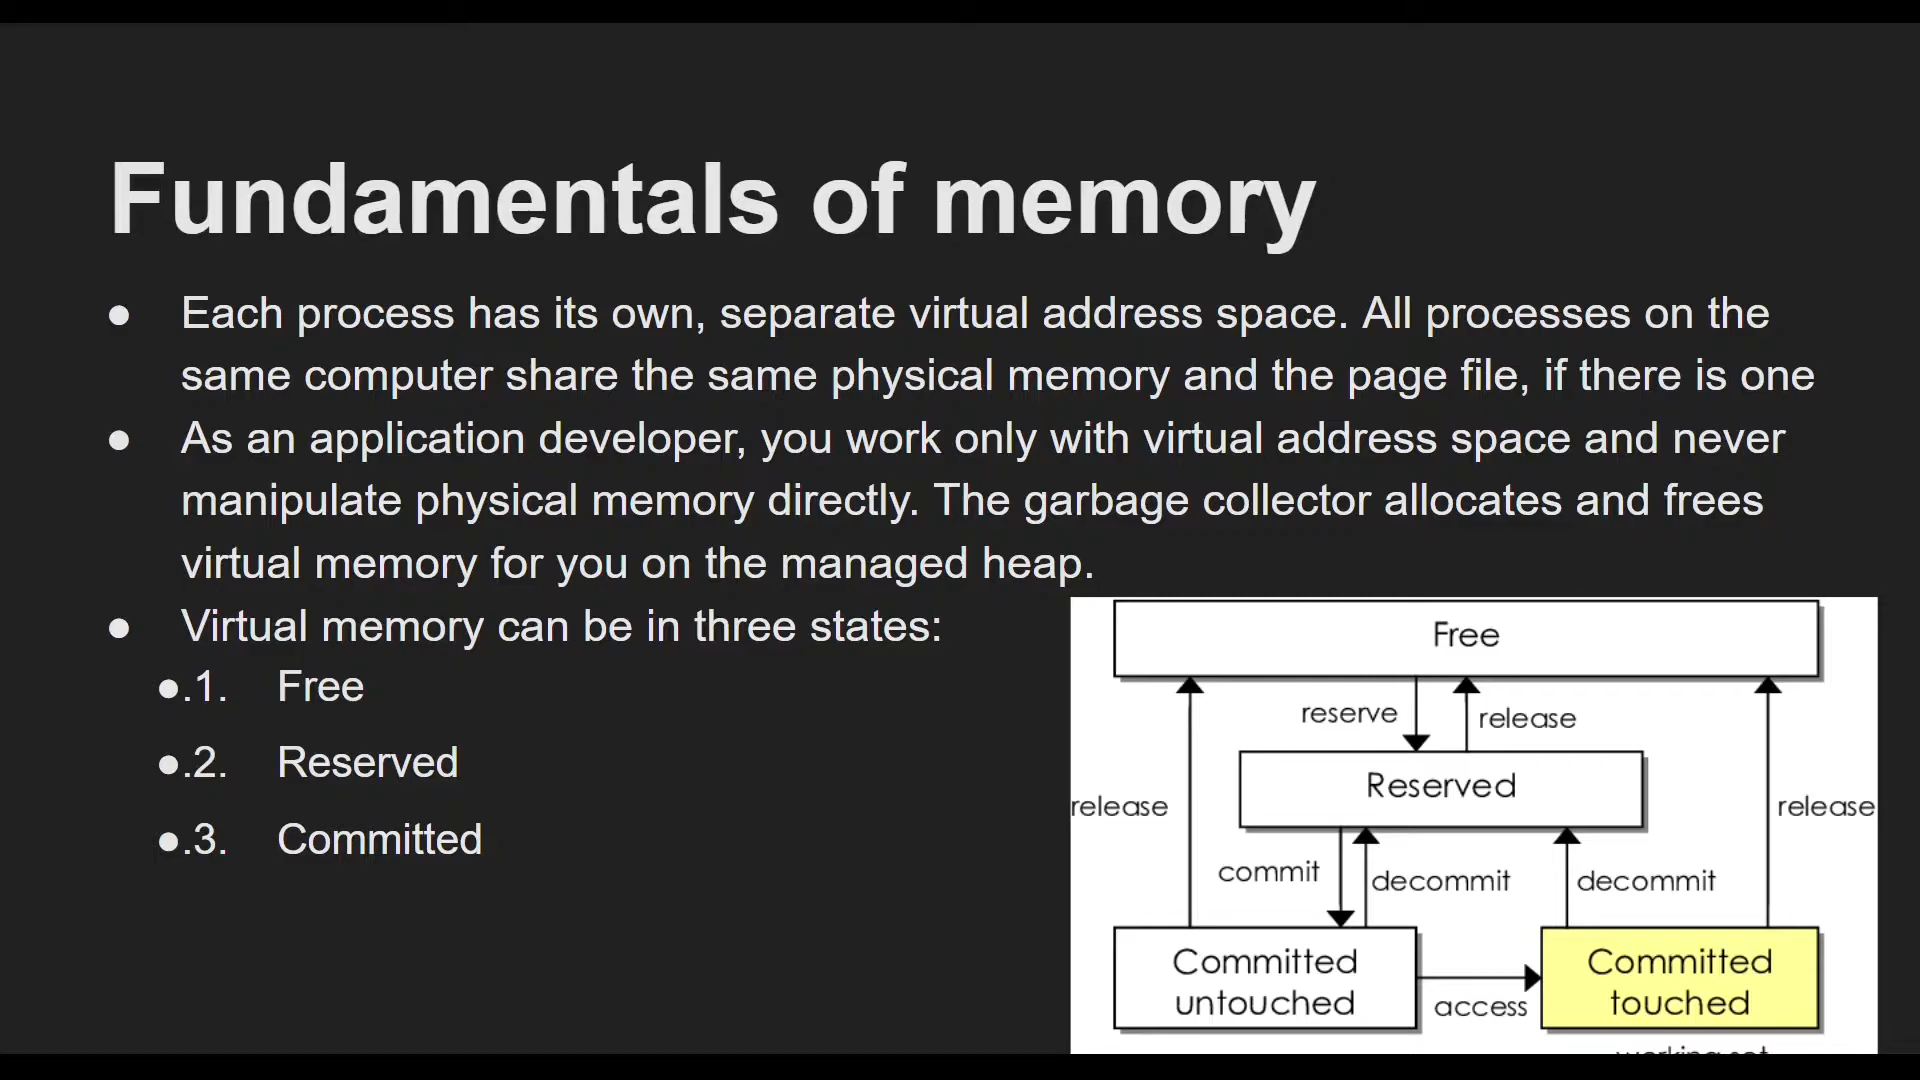 Fundamentals of memory
● Each process has its own, separate virtual address space. All processes on the
same computer share the same physical memory and the page file, if there is one
● As an application developer, you work only with virtual address space and never
manipulate physical memory directly. The garbage collector allocates and frees
virtual memory for you on the managed heap.
● Virtual memory can be in three states:
●.1. Free
●.2. Reserved
●.3. Committed
Free
reserve
release
Reserved
release
release
commit
decommit
decommit
Committed
untouched
access
Committed
touched
working set